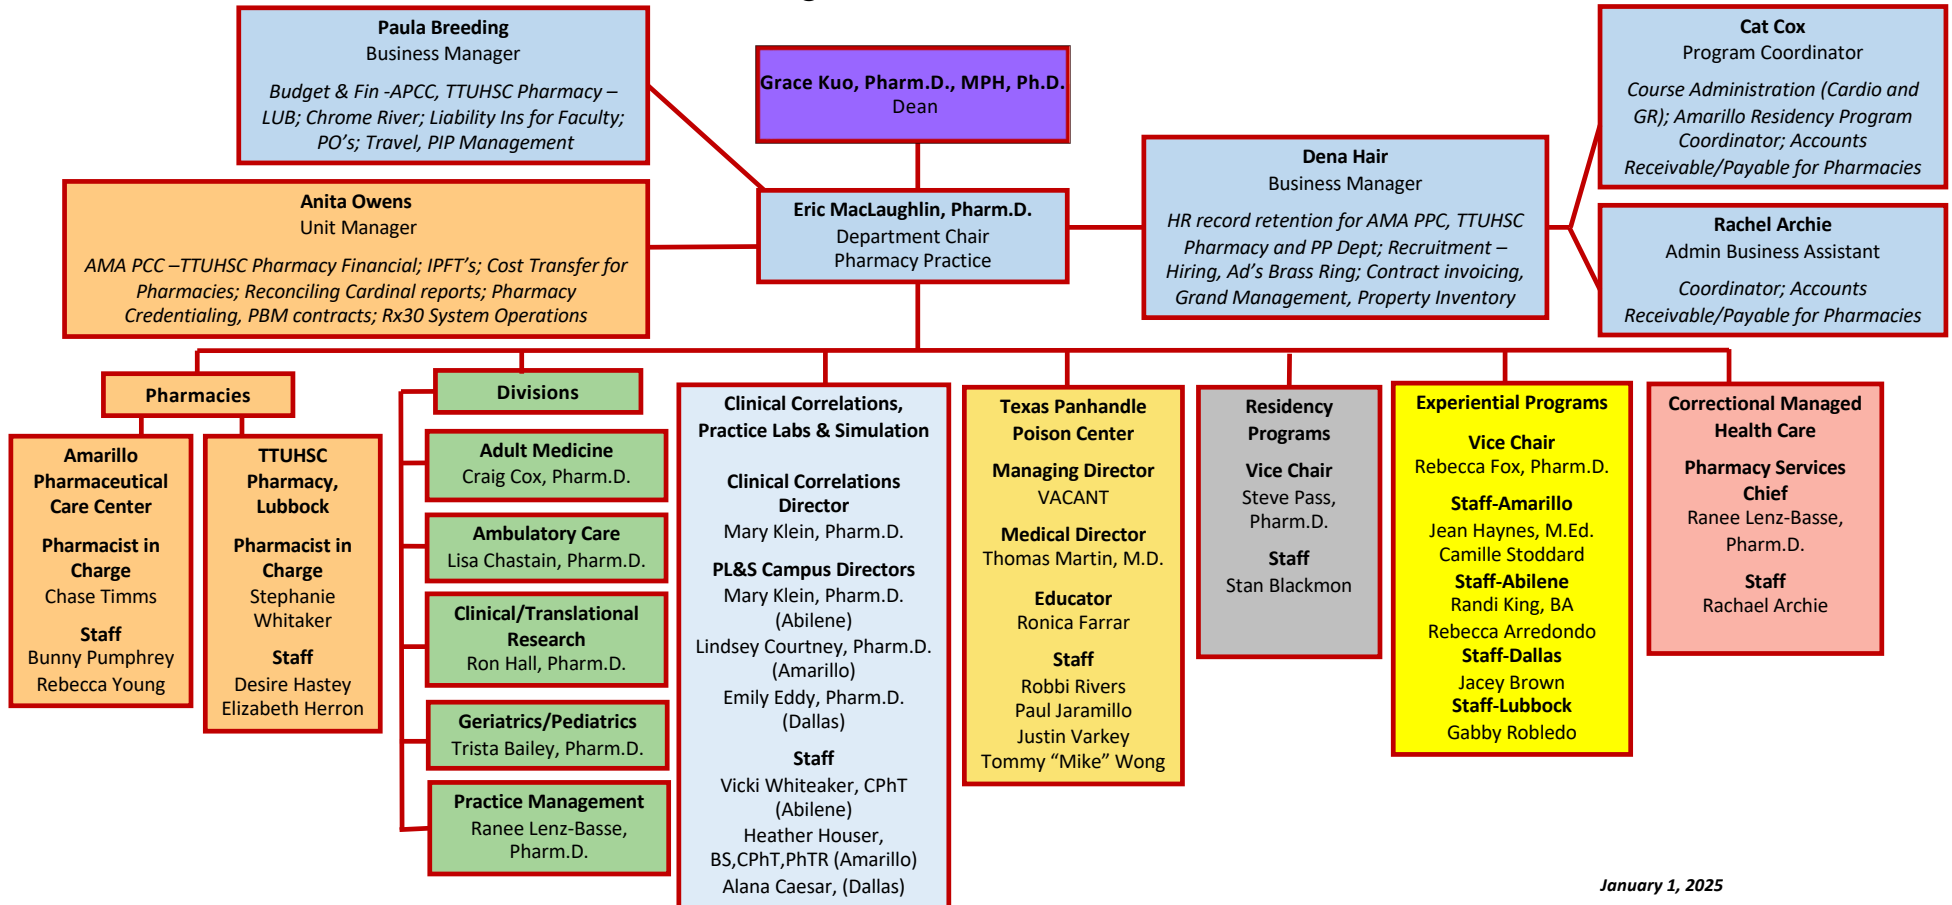 Paula Breeding
Business Manager
Budget & Fin -APCC, TTUHSC Pharmacy –
LUB; Chrome River; Liability Ins for Faculty;
PO’s; Travel, PIP Management
Grace Kuo, Pharm.D., MPH, Ph.D.
Dean
Cat Cox
Program Coordinator
Course Administration (Cardio and
GR); Amarillo Residency Program
Coordinator; Accounts
Receivable/Payable for Pharmacies
Anita Owens
Unit Manager
AMA PCC –TTUHSC Pharmacy Financial; IPFT’s; Cost Transfer for
Pharmacies; Reconciling Cardinal reports; Pharmacy
Credentialing, PBM contracts; Rx30 System Operations
Eric MacLaughlin, Pharm.D.
Department Chair
Pharmacy Practice
Dena Hair
Business Manager
HR record retention for AMA PPC, TTUHSC
Pharmacy and PP Dept; Recruitment –
Hiring, Ad’s Brass Ring; Contract invoicing,
Grand Management, Property Inventory
Rachel Archie
Admin Business Assistant
Coordinator; Accounts
Receivable/Payable for Pharmacies
Pharmacies
Amarillo
Pharmaceutical
Care Center
Pharmacist in
Charge
Chase Timms
Staff
Bunny Pumphrey
Rebecca Young
TTUHSC
Pharmacy,
Lubbock
Pharmacist in
Charge
Stephanie
Whitaker
Staff
Desire Hastey
Elizabeth Herron
Divisions
Adult Medicine
Craig Cox, Pharm.D.
Ambulatory Care
Lisa Chastain, Pharm.D.
Clinical/Translational
Research
Ron Hall, Pharm.D.
Geriatrics/Pediatrics
Trista Bailey, Pharm.D.
Practice Management
Ranee Lenz-Basse,
Pharm.D.
Clinical Correlations,
Practice Labs & Simulation
Clinical Correlations
Director
Mary Klein, Pharm.D.
PL&S Campus Directors
Mary Klein, Pharm.D.
(Abilene)
Lindsey Courtney, Pharm.D.
(Amarillo)
Emily Eddy, Pharm.D.
(Dallas)
Staff
Vicki Whiteaker, CPhT
(Abilene)
Heather Houser,
BS,CPhT,PhTR (Amarillo)
Alana Caesar, (Dallas)
Texas Panhandle
Poison Center
Managing Director
VACANT
Medical Director
Thomas Martin, M.D.
Educator
Ronica Farrar
Staff
Robbi Rivers
Paul Jaramillo
Justin Varkey
Tommy “Mike” Wong
Residency
Programs
Vice Chair
Steve Pass,
Pharm.D.
Staff
Stan Blackmon
Experiential Programs
Vice Chair
Rebecca Fox, Pharm.D.
Staff-Amarillo
Jean Haynes, M.Ed.
Camille Stoddard
Staff-Abilene
Randi King, BA
Rebecca Arredondo
Staff-Dallas
Jacey Brown
Staff-Lubbock
Gabby Robledo
Correctional Managed
Health Care
Pharmacy Services
Chief
Ranee Lenz-Basse,
Pharm.D.
Staff
Rachael Archie
January 1, 2025